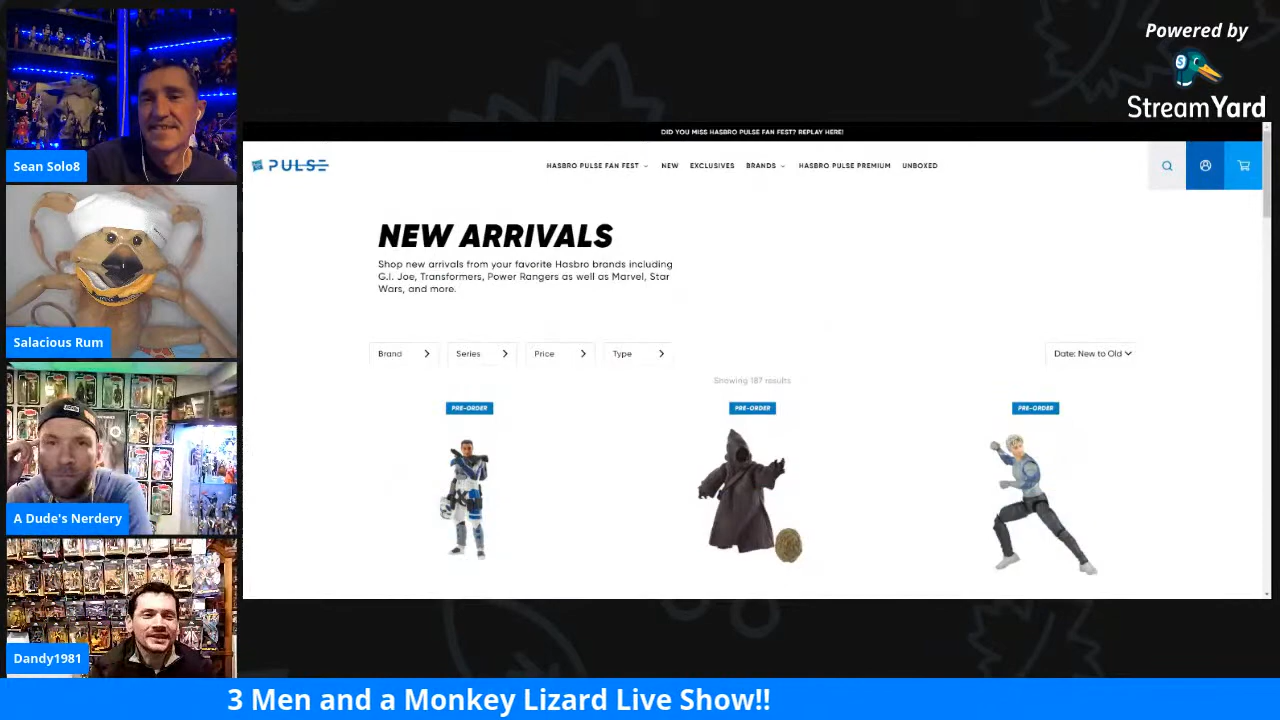 Powered by
StreamYard
Sean Solo8
Salacious Rum
A Dude's Nerdery
Dandy1981
DID YOU MISS HASBRO PULSE FAN FEST? REPLAY HERE!
PULSE
HASBRO PULSE FAN FEST NEW EXCLUSIVES BRANDS HASBRO PULSE PREMIUM UNBOXED
NEW ARRIVALS
Shop new arrivals from your favorite Hasbro brands including
G.I. Joe, Transformers, Power Rangers as well as Marvel, Star
Wars, and more.
Brand Series Price Type Date: New to Old
Showing 187 results
PRE-ORDER PRE-ORDER PRE-ORDER
3 Men and a Monkey Lizard Live Show!!